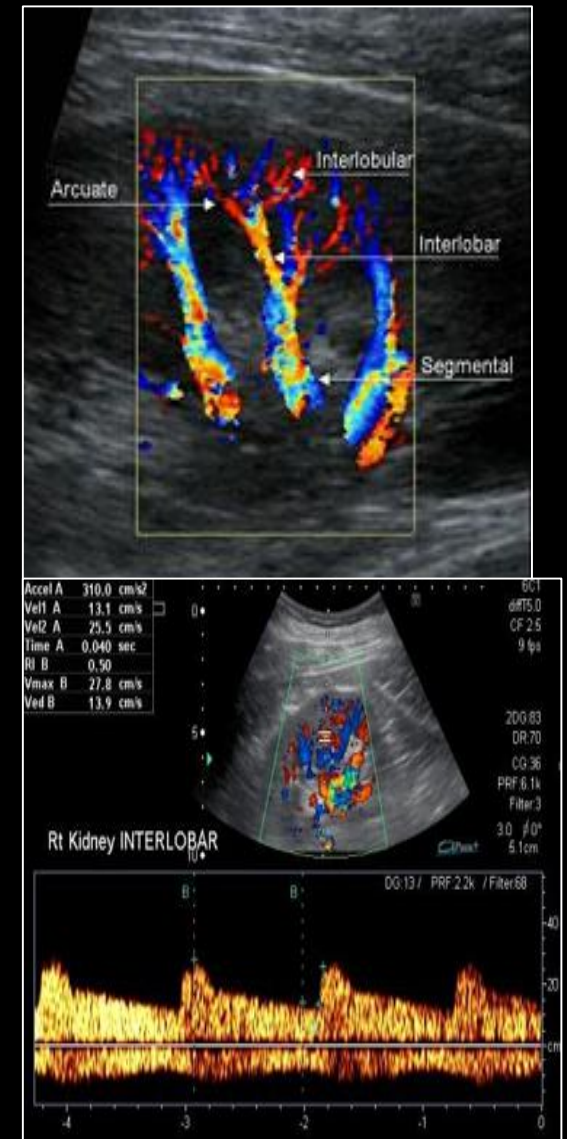 Interlobular
Arcuate
Interlobar
Segmental
Accel A 310.0 cm/s2
Vel1 A 13.1 cm/s
Vel2 A 25.5 cm/s
Time A 0.040 sec
RI B 0.50
Vmax B 27.8 cm/s
Ved B 13.9 cm/s
0
5
10
6C1
diffT5.0
CF 2.5
9 fps
2DG:83
DR:70
CG:36
PRF:6.1k
Filter:3
3.0
0°
5.1cm
Rt Kidney INTERLOBAR
DG:13 / PRF:2.2k / Filter:68
B B
-40
-20
cm
-4 -3 -2 -1 0